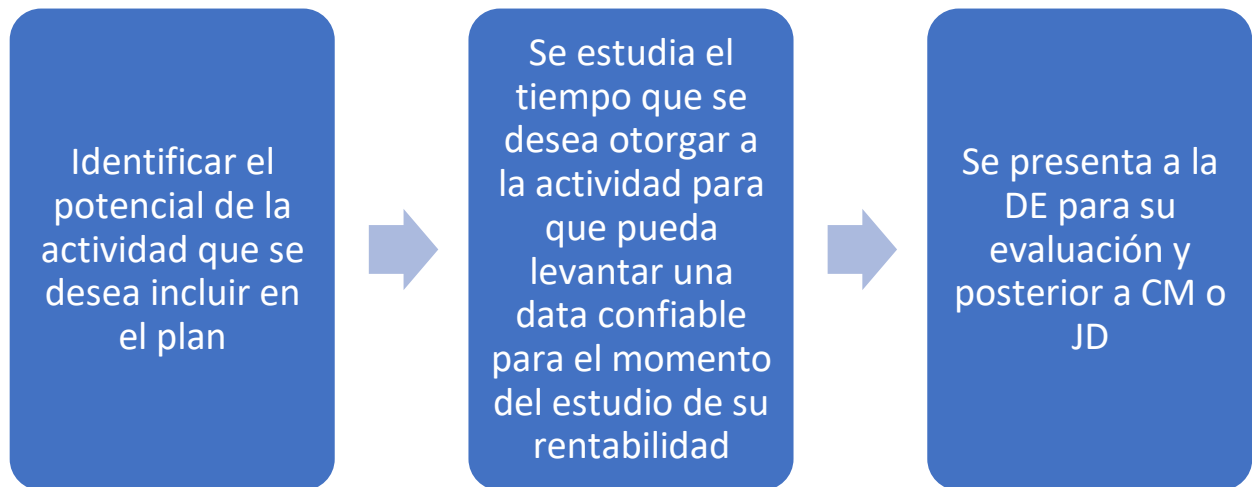 Identificar el
potencial de la
actividad que se
desea incluir en
el plan
Se estudia el
tiempo que se
desea otorgar a
la actividad para
que pueda
levantar una
data confiable
para el momento
del estudio de su
rentabilidad
Se presenta a la
DE para su
evaluación y
posterior a CM o
JD